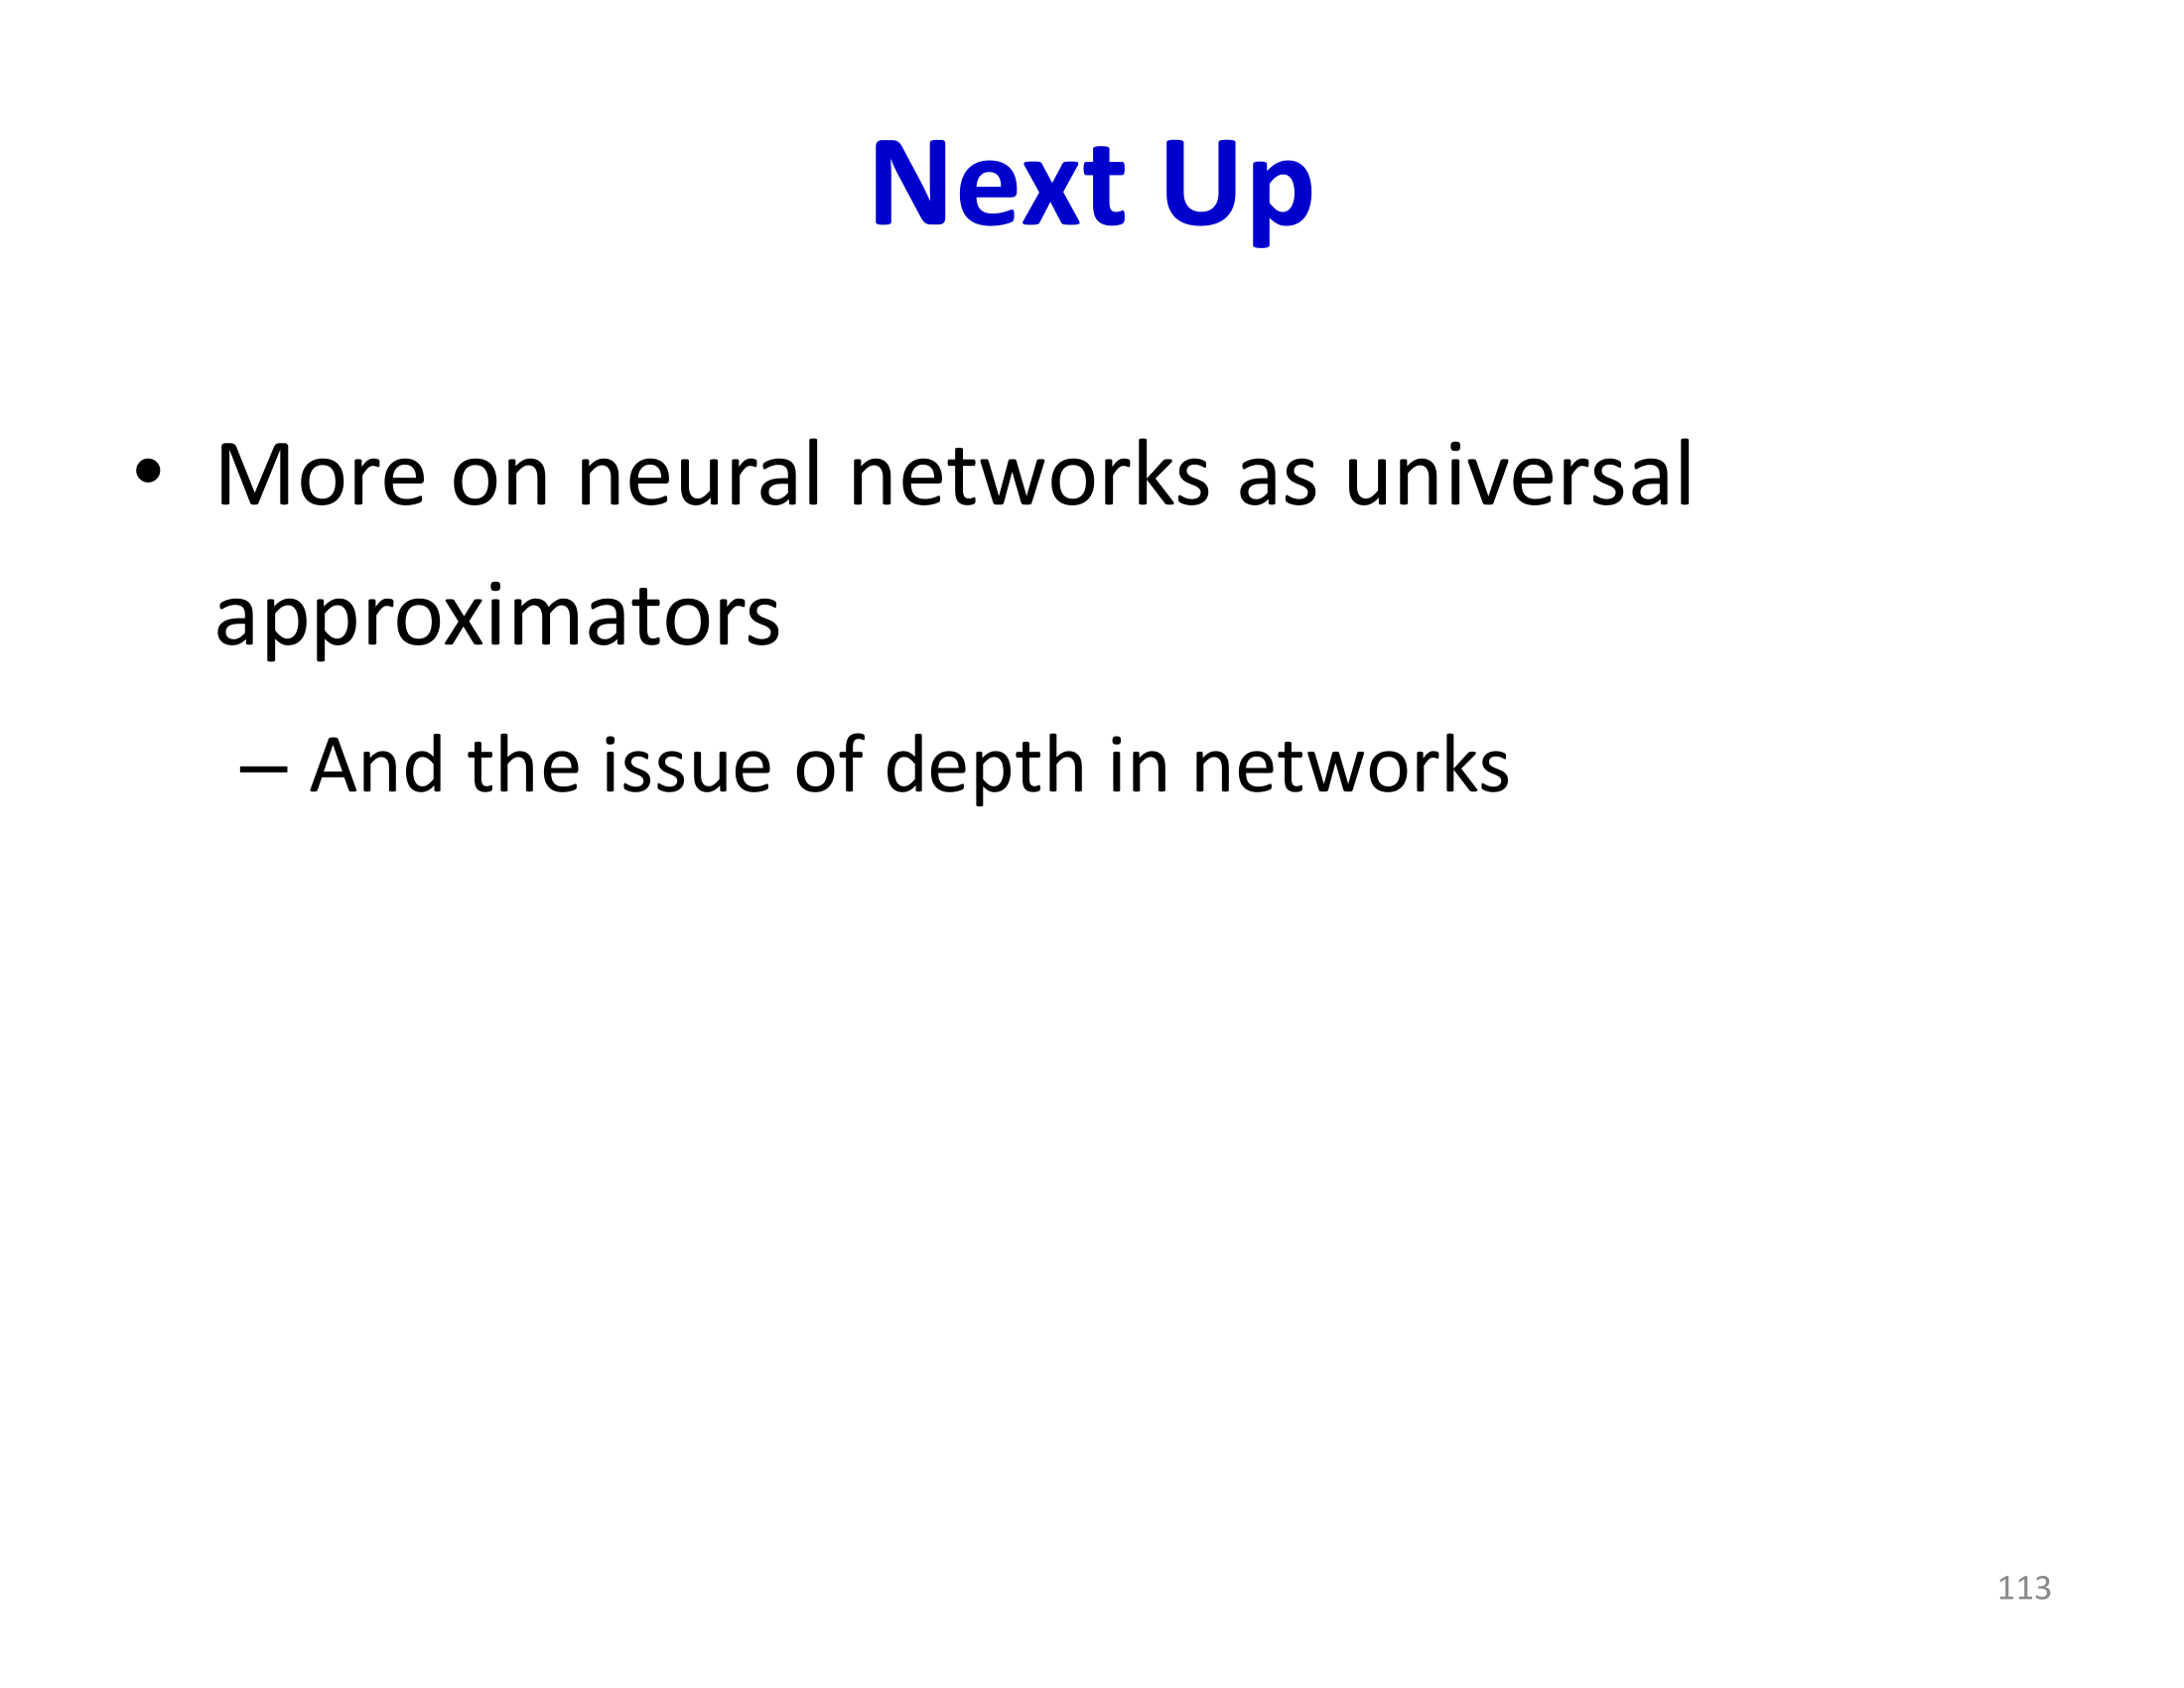 Next Up
• More on neural networks as universal
approximators
– And the issue of depth in networks
113